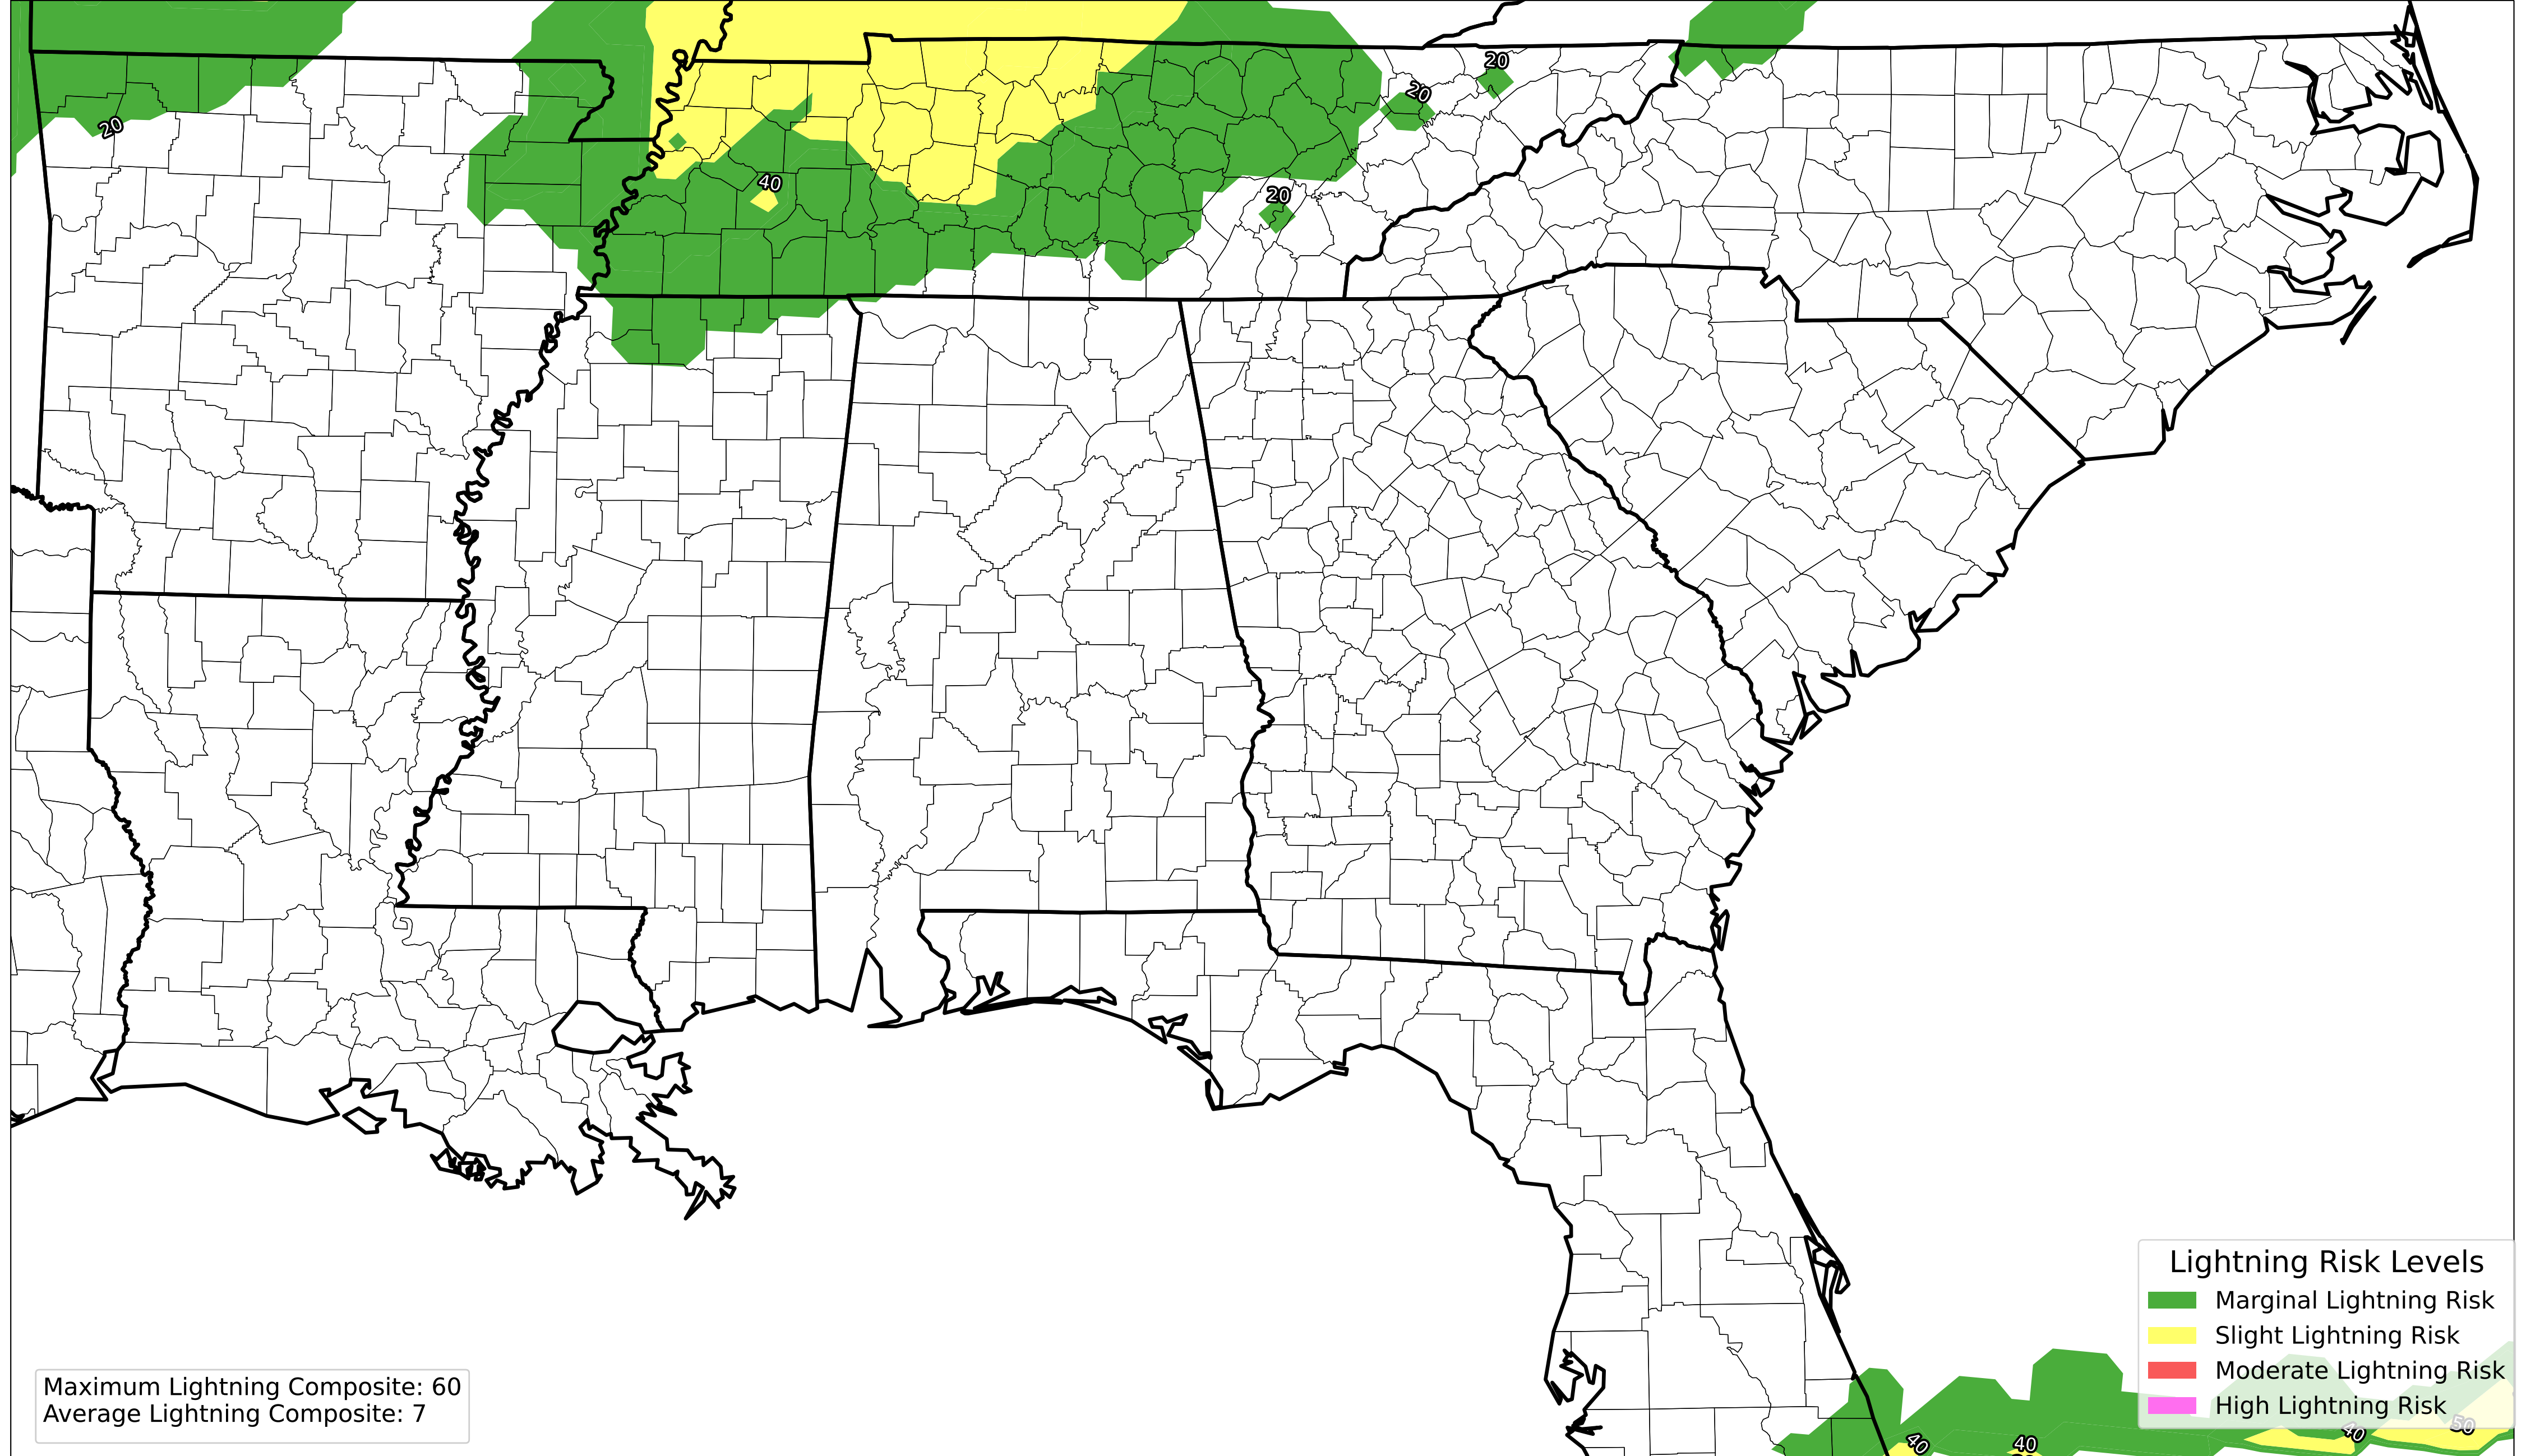 20
20
20
40
20
Lightning Risk Levels
Marginal Lightning Risk
Slight Lightning Risk
Moderate Lightning Risk
High Lightning Risk
Maximum Lightning Composite: 60
Average Lightning Composite: 7
40
40
40
50